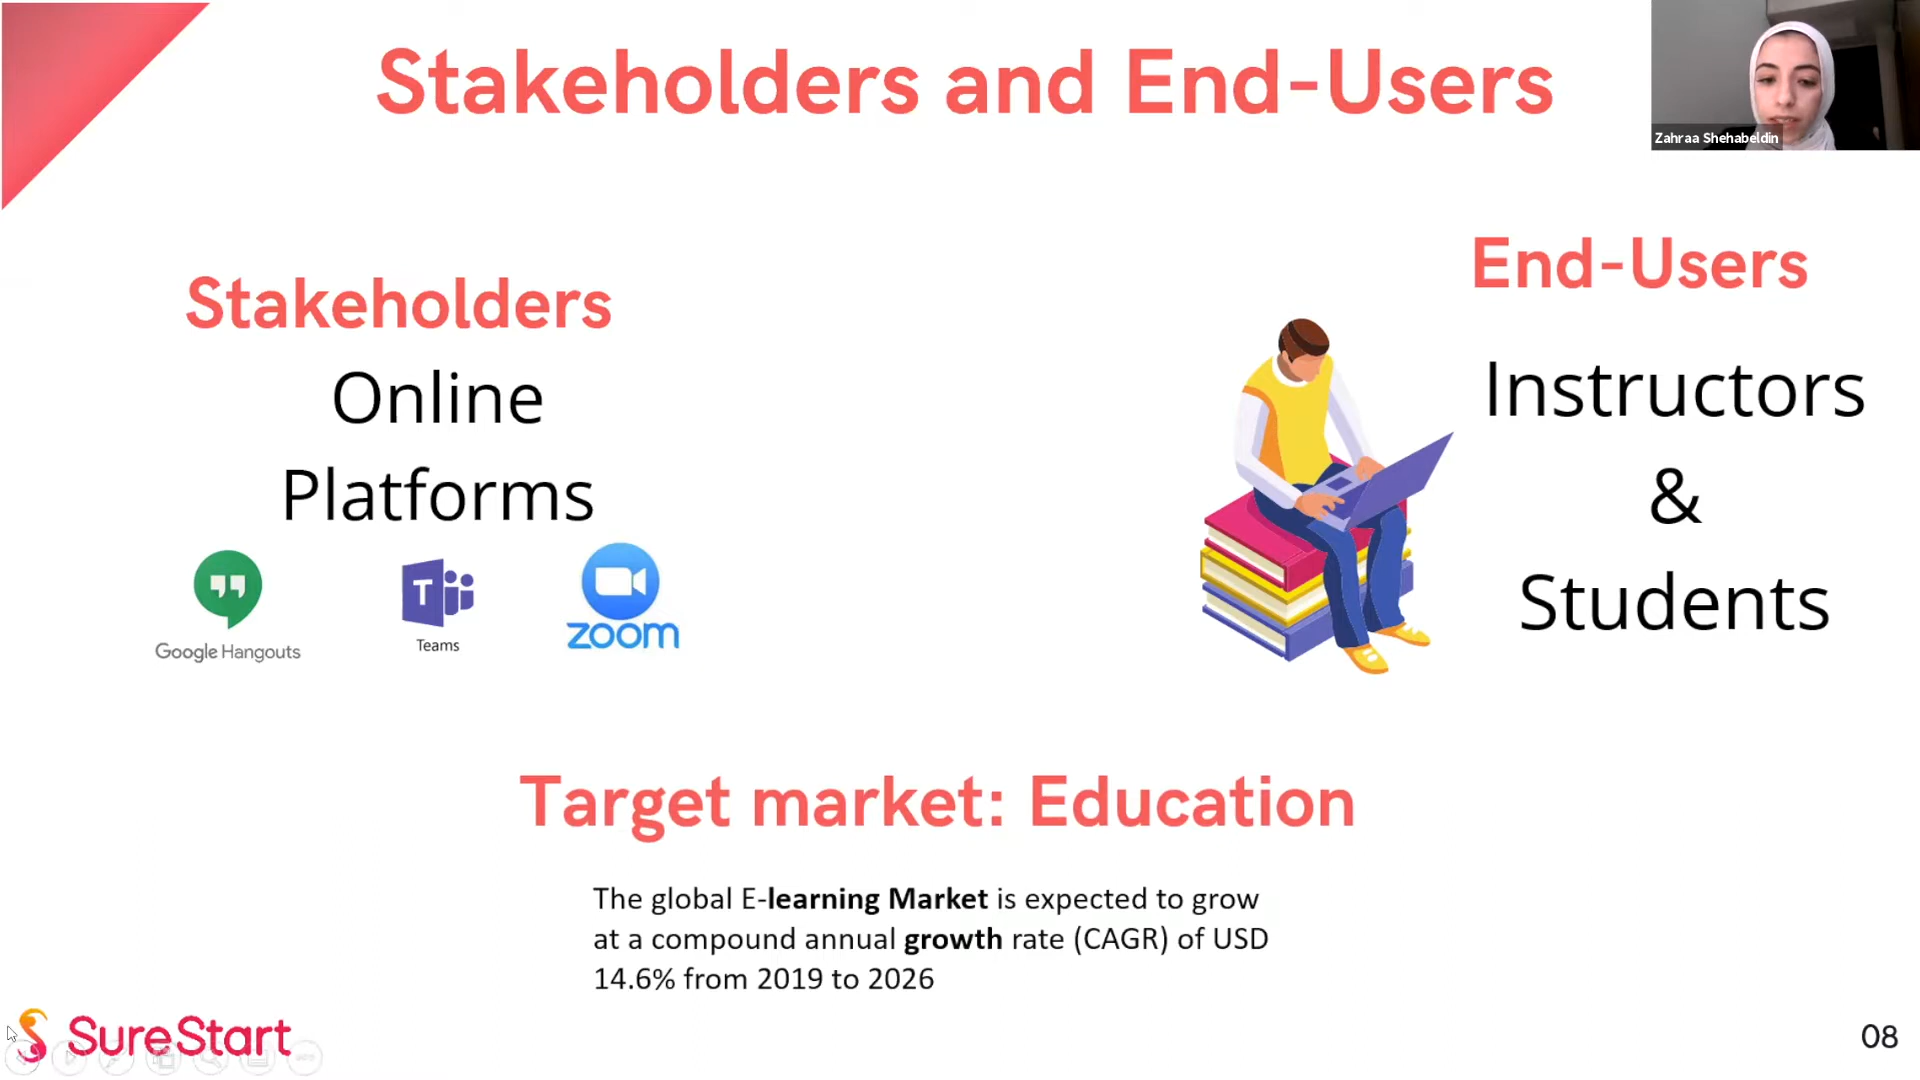 Stakeholders and End-Users
Zahraa Shehabeldin
Stakeholders
Online
Platforms
Google Hangouts
T
Teams
zoom
End-Users
Instructors
&
Students
Target market: Education
The global E-learning Market is expected to grow
at a compound annual growth rate (CAGR) of USD
14.6% from 2019 to 2026
SureStart
08